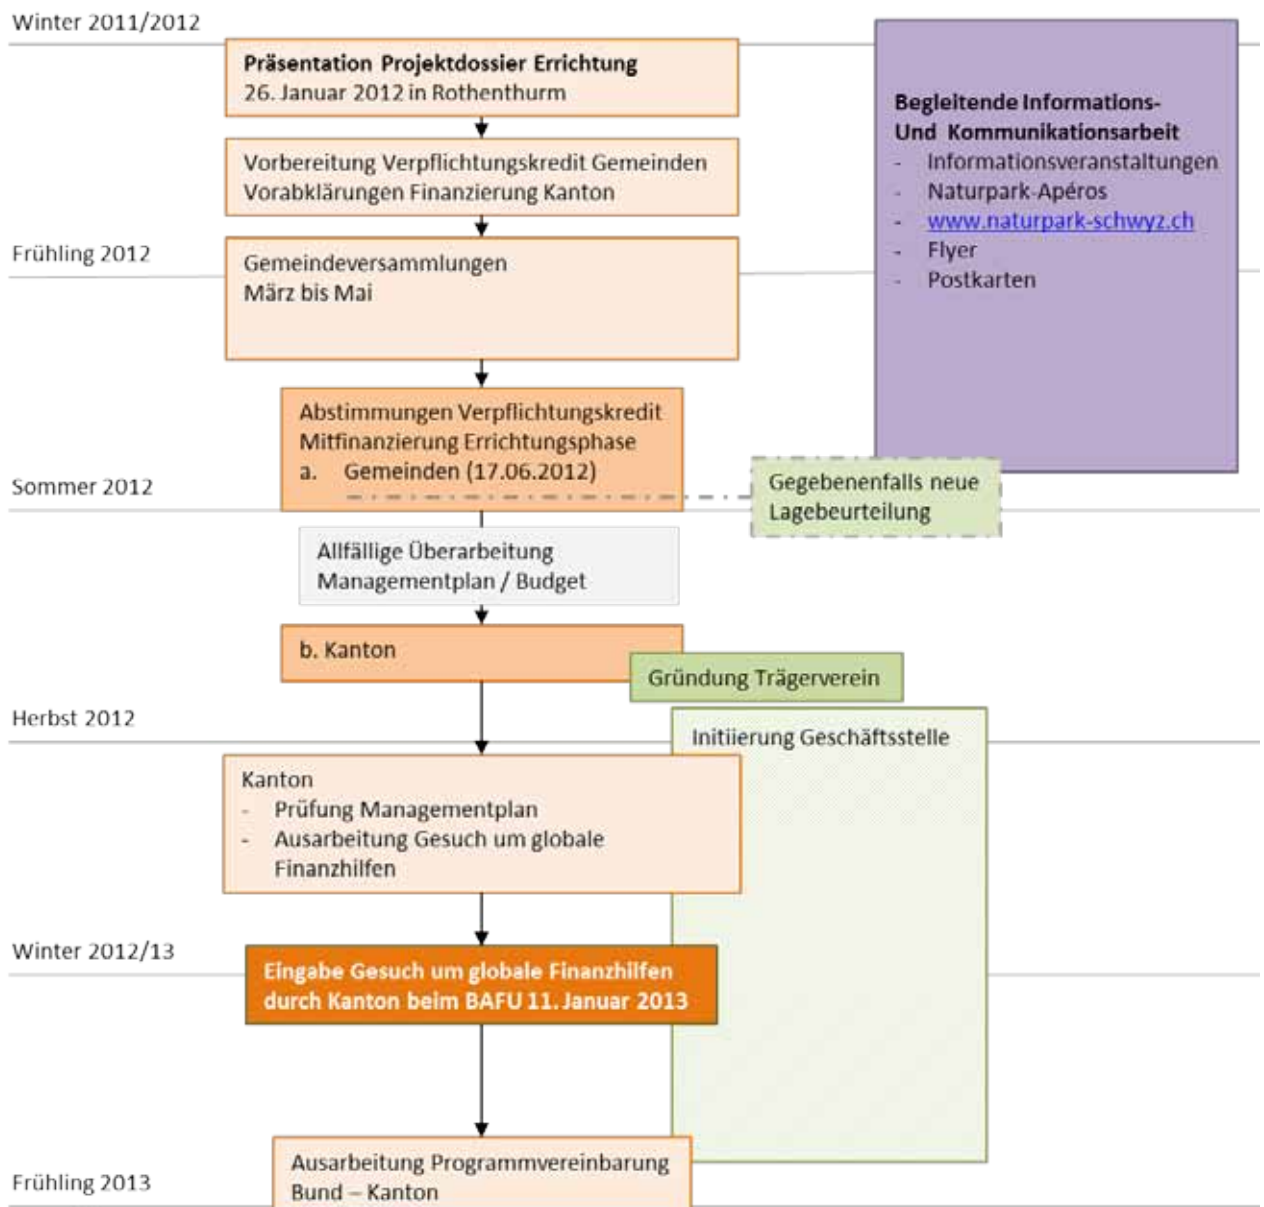 Winter 2011/2012
Präsentation Projektdossier Errichtung
26. Januar 2012 in Rothenthurm
Begleitende Informations-
Und Kommunikationsarbeit
- Informationsveranstaltungen
- Naturpark-Apéros
- www.naturpark-schwyz.ch
- Flyer
- Postkarten
Vorbereitung Verpflichtungskredit Gemeinden
Vorabklärungen Finanzierung Kanton
Frühling 2012
Gemeindeversammlungen
März bis Mai
Abstimmungen Verpflichtungskredit
Mitfinanzierung Errichtungsphase
a. Gemeinden (17.06.2012)
Sommer 2012
Gegebenenfalls neue
Lagebeurteilung
Allfällige Überarbeitung
Managementplan / Budget
b. Kanton
Gründung Trägerverein
Herbst 2012
Initiierung Geschäftsstelle
Kanton
- Prüfung Managementplan
- Ausarbeitung Gesuch um globale
Finanzhilfen
Winter 2012/13
Eingabe Gesuch um globale Finanzhilfen
durch Kanton beim BAFU 11. Januar 2013
Ausarbeitung Programmvereinbarung
Bund – Kanton
Frühling 2013